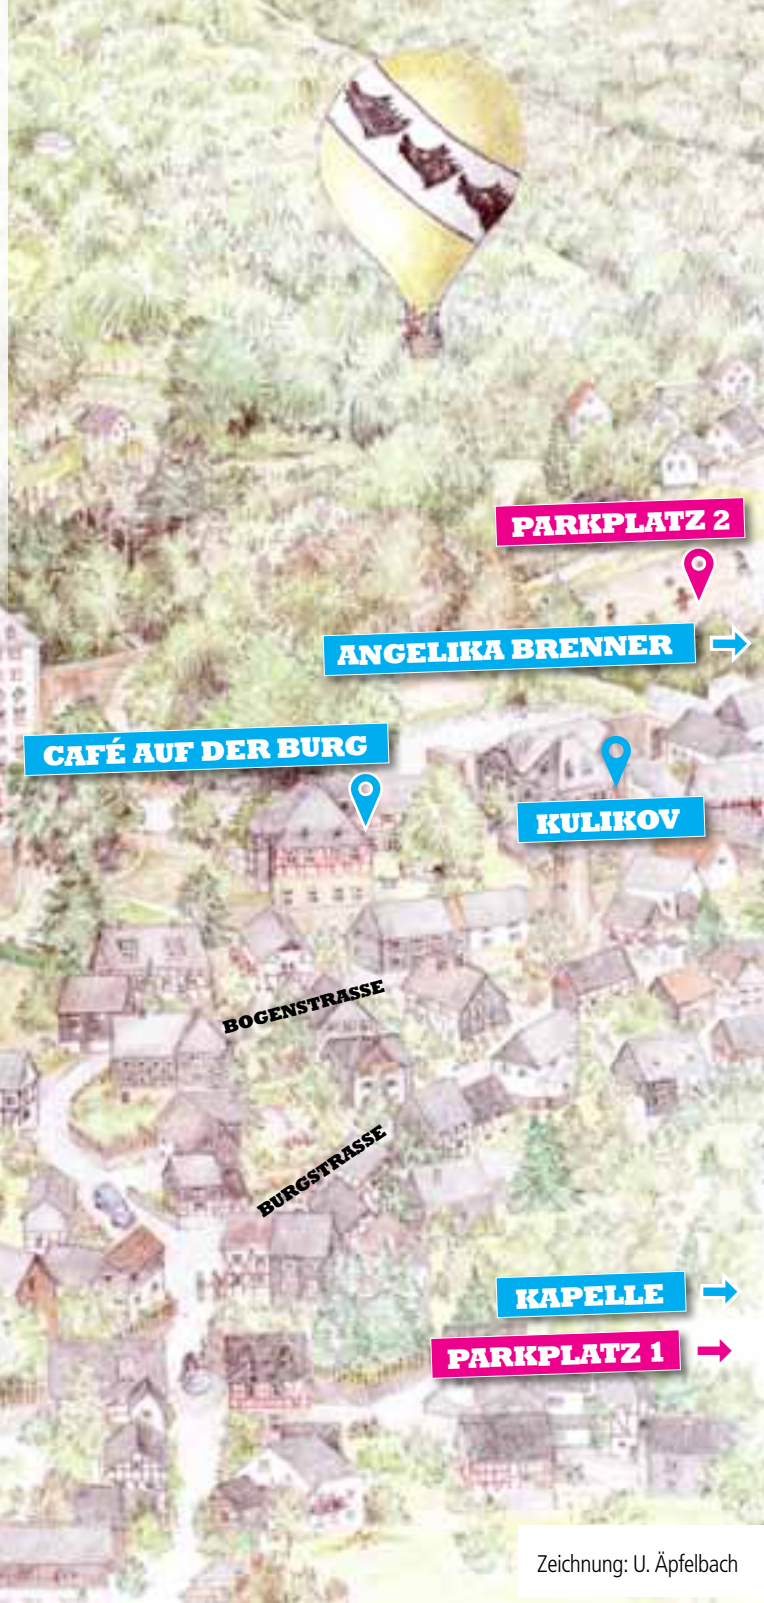 PARKPLATZ 2
ANGELIKA BRENNER
CAFÉ AUF DER BURG
KULIKOV
BOGENSTRASSE
BURGSTRASSE
KAPELLE
PARKPLATZ 1
Zeichnung: U. Äpfelbach